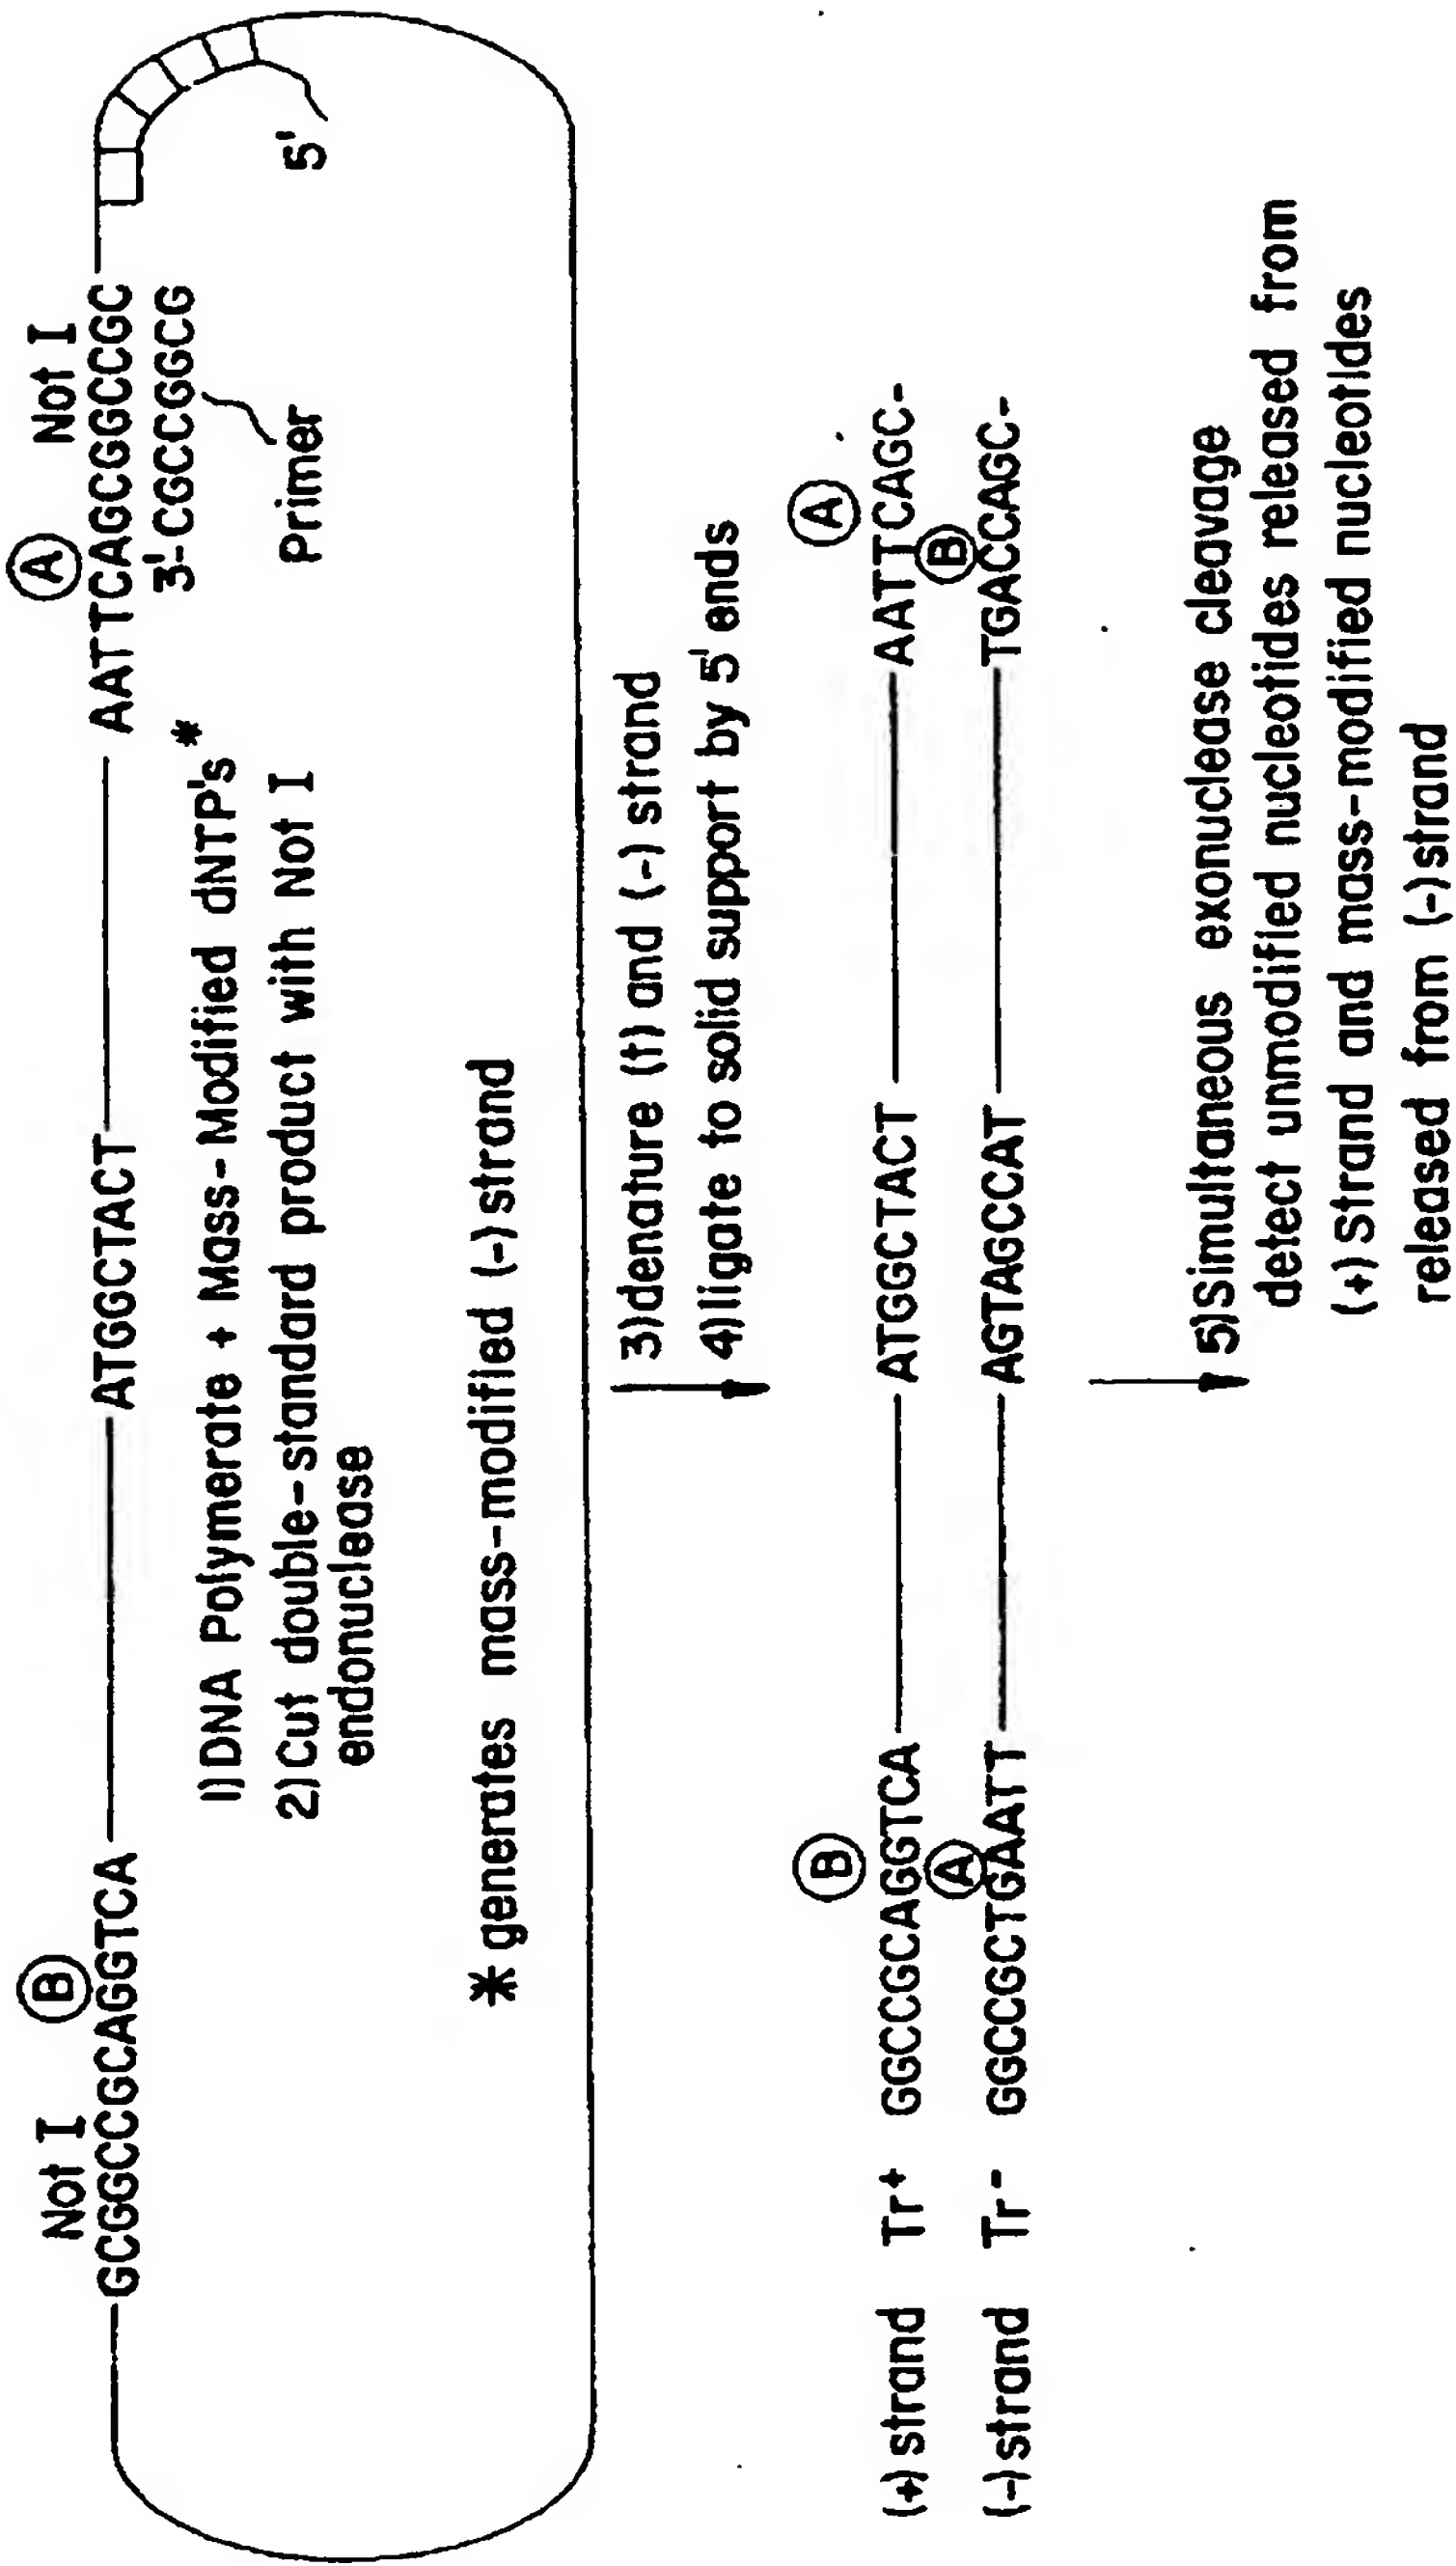 Not I Ⓑ Ⓐ Not I
GCGGCCGCAGGTCA ATGGCTACT AATTCAGCGGCCGC
3'-CGCCGGCG
Primer
5'
1)DNA Polymerate + Mass-Modified dNTP's *
2)Cut double-standard product with Not I
endonuclease
* generates mass-modified (-) strand
3)denature (t) and (-) strand
4)ligate to solid support by 5' ends
Ⓑ Ⓐ
(+) strand Tr+ GGCCGCAGGTCA ATGGCTACT AATTCAGC-
Ⓐ Ⓑ
(-) strand Tr- GGCCGCTGAATT AGTAGCCAT TGACCAGC-
5)Simultaneous exonuclease cleavage
detect unmodified nucleotides released from
(+) Strand and mass-modified nucleotides
released from (-) strand